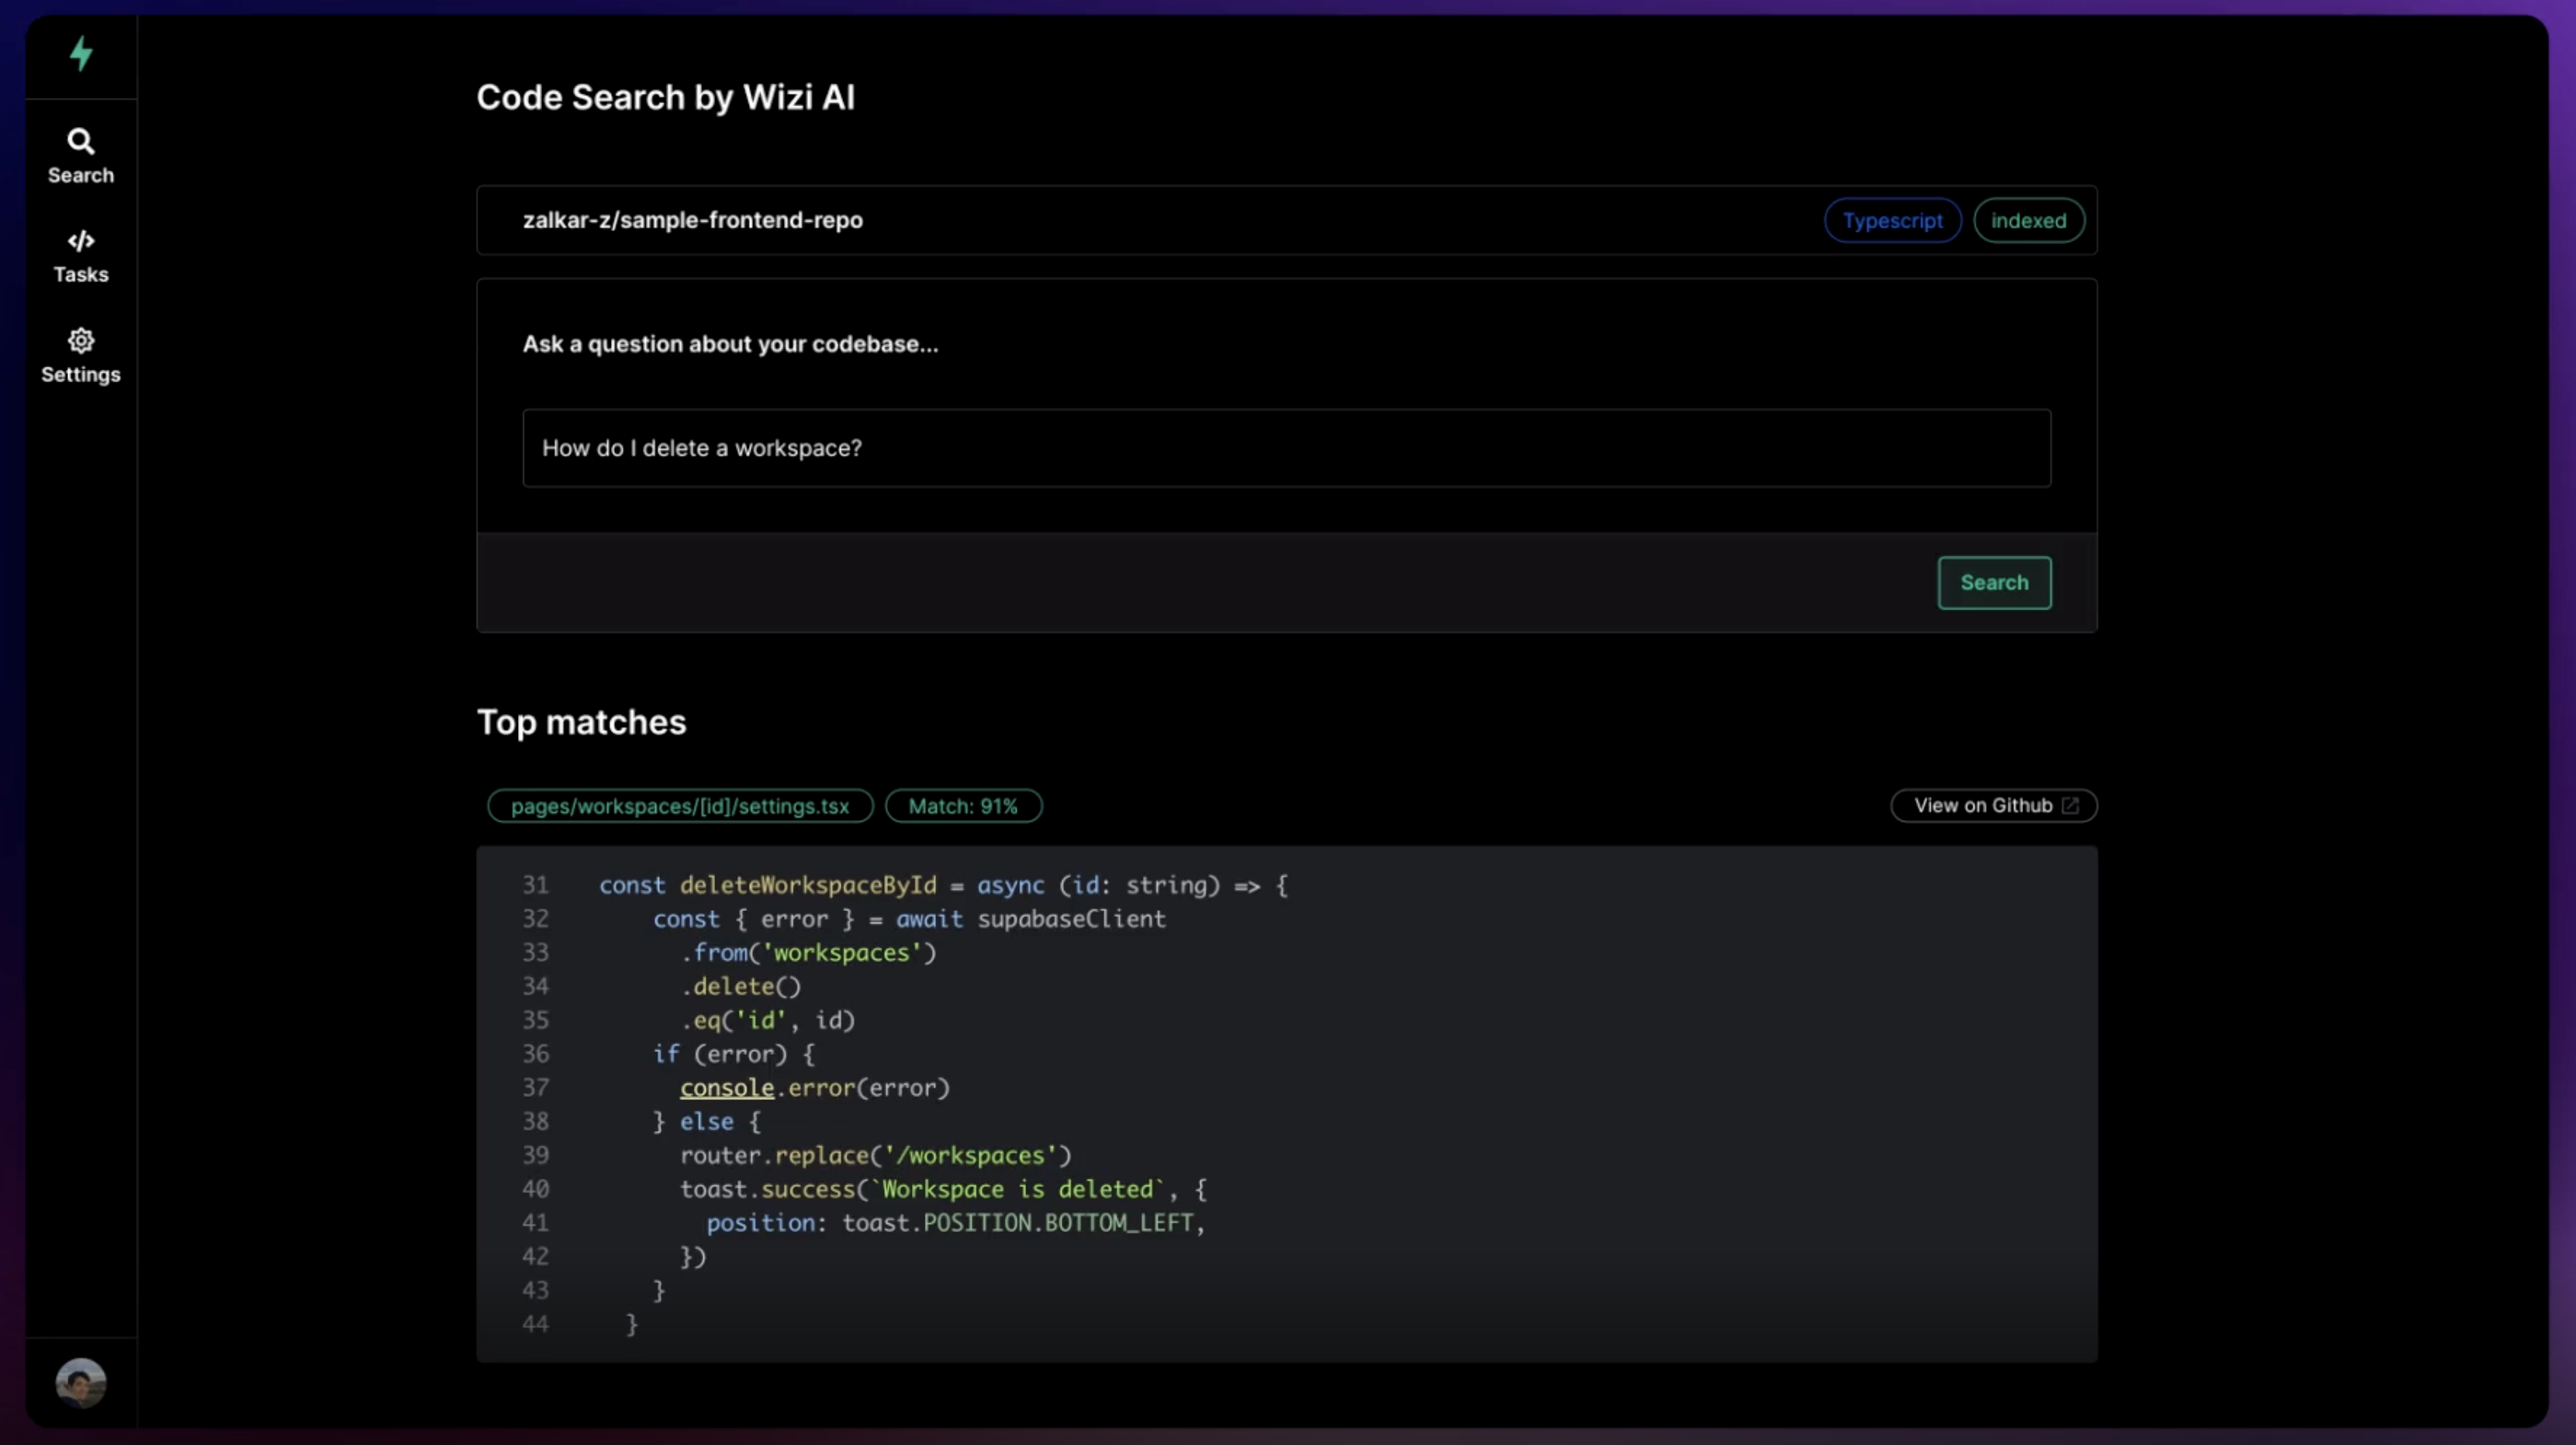 Code Search by Wizi AI
Search
Tasks
Settings
zalkar-z/sample-frontend-repo
Typescript
indexed
Ask a question about your codebase...
How do I delete a workspace?
Search
Top matches
pages/workspaces/[id]/settings.tsx
Match: 91%
View on Github
31 const deleteWorkspaceById = async (id: string) => {
32 const { error } = await supabaseClient
33 .from('workspaces')
34 .delete()
35 .eq('id', id)
36 if (error) {
37 console.error(error)
38 } else {
39 router.replace('/workspaces')
40 toast.success(`Workspace is deleted`, {
41 position: toast.POSITION.BOTTOM_LEFT,
42 })
43 }
44 }